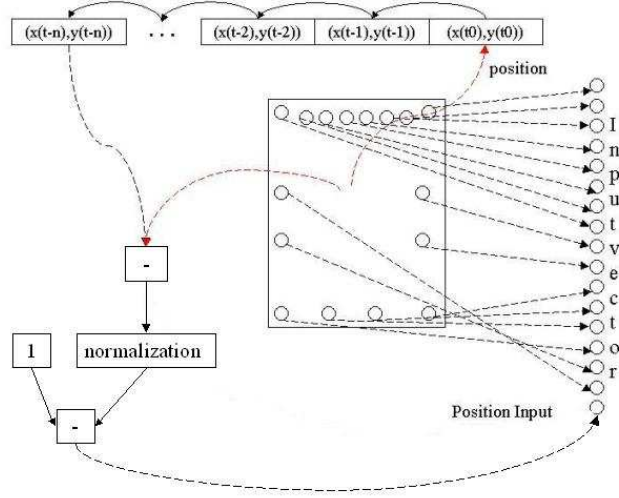 (x(t-n),y(t-n)) ... (x(t-2),y(t-2)) (x(t-1),y(t-1)) (x(t0),y(t0))
position
I
n
p
u
t
v
e
c
t
o
r
-
1 normalization
-
Position Input